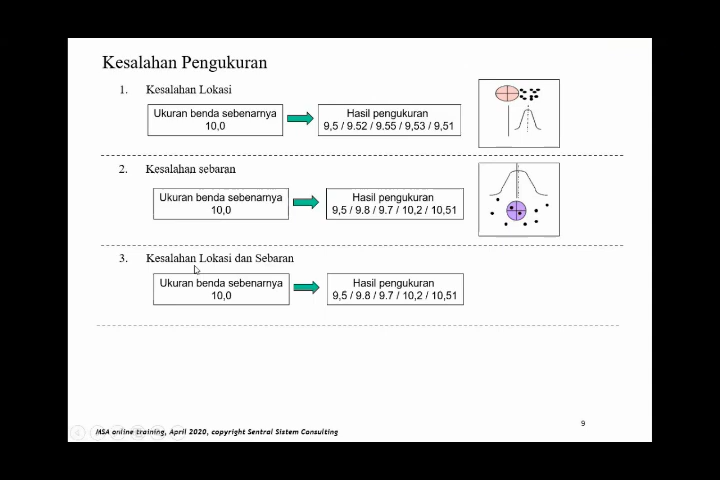 Kesalahan Pengukuran
1. Kesalahan Lokasi
Ukuran benda sebenarnya
10,0
Hasil pengukuran
9,5 / 9.52 / 9.55 / 9,53 / 9,51
2. Kesalahan sebaran
Ukuran benda sebenarnya
10,0
Hasil pengukuran
9,5 / 9.8 / 9.7 / 10,2 / 10,51
3. Kesalahan Lokasi dan Sebaran
Ukuran benda sebenarnya
10,0
Hasil pengukuran
9,5 / 9.8 / 9.7 / 10,2 / 10,51
9
MSA online training, April 2020, copyright Sentral Sistem Consulting